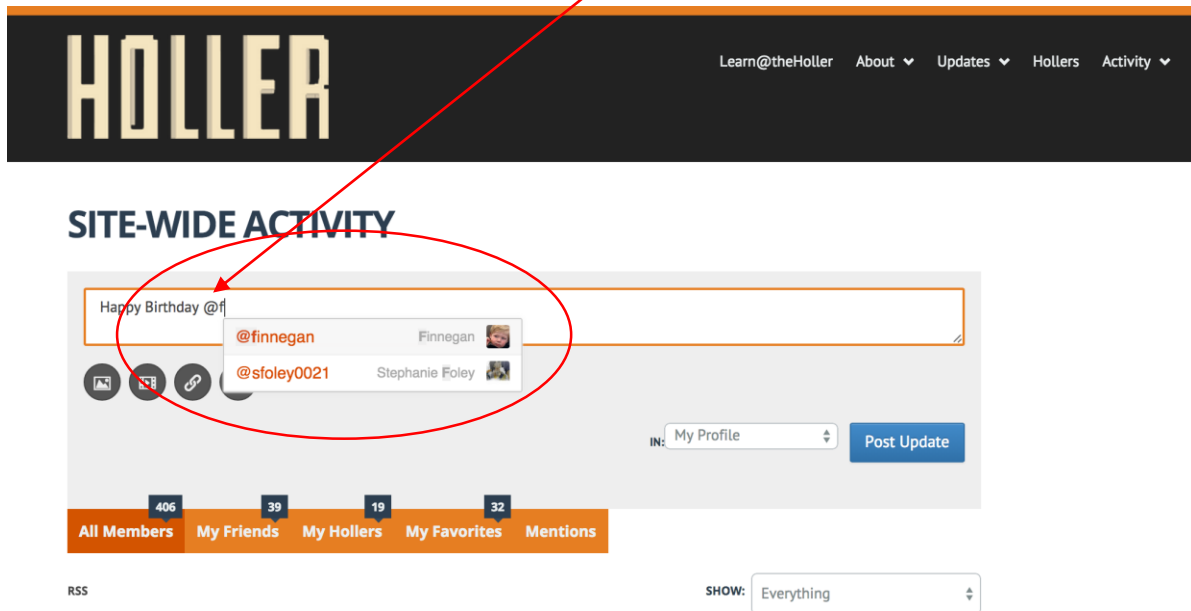 HOLLER
Learn@theHoller About Updates Hollers Activity
SITE-WIDE ACTIVITY
Happy Birthday @f
@finnegan Finnegan
@sfoley0021 Stephanie Foley
IN: My Profile Post Update
406 39 19 32
All Members My Friends My Hollers My Favorites Mentions
RSS SHOW: Everything